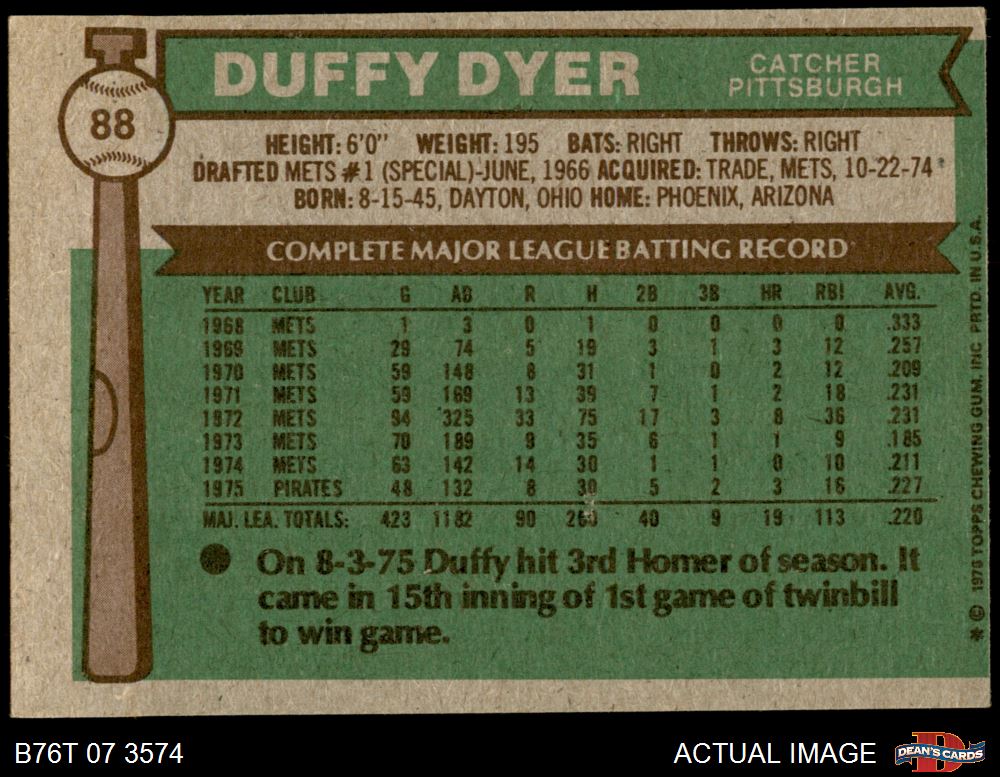 DUFFY DYER
CATCHER
PITTSBURGH
88
HEIGHT: 6'0" WEIGHT: 195 BATS: RIGHT THROWS: RIGHT
DRAFTED METS #1 (SPECIAL)-JUNE, 1966 ACQUIRED: TRADE, METS, 10-22-74
BORN: 8-15-45, DAYTON, OHIO HOME: PHOENIX, ARIZONA
COMPLETE MAJOR LEAGUE BATTING RECORD
YEAR CLUB G AB R H 2B 3B HR RBI AVG.
1968 METS 1 3 0 1 0 0 0 0 .333
1969 METS 29 74 5 19 3 1 3 12 .257
1970 METS 59 148 8 31 1 0 2 12 .209
1971 METS 59 169 13 39 7 1 2 18 .231
1972 METS 94 325 33 75 17 3 8 36 .231
1973 METS 70 189 9 35 6 1 1 9 .185
1974 METS 63 142 14 30 1 1 0 10 .211
1975 PIRATES 48 132 8 30 5 2 3 16 .227
MAJ. LEA. TOTALS: 423 1182 90 260 40 9 19 113 .220
On 8-3-75 Duffy hit 3rd Homer of season. It
came in 15th inning of 1st game of twinbill
to win game.
* © 1976 TOPPS CHEWING GUM, INC. PRTD. IN U.S.A.
B76T 07 3574
ACTUAL IMAGE
D
DEAN'S CARDS